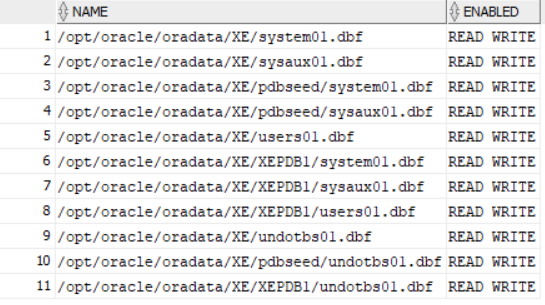 NAME ENABLED
1 /opt/oracle/oradata/XE/system01.dbf READ WRITE
2 /opt/oracle/oradata/XE/sysaux01.dbf READ WRITE
3 /opt/oracle/oradata/XE/pdbseed/system01.dbf READ WRITE
4 /opt/oracle/oradata/XE/pdbseed/sysaux01.dbf READ WRITE
5 /opt/oracle/oradata/XE/users01.dbf READ WRITE
6 /opt/oracle/oradata/XE/XEPDB1/system01.dbf READ WRITE
7 /opt/oracle/oradata/XE/XEPDB1/sysaux01.dbf READ WRITE
8 /opt/oracle/oradata/XE/XEPDB1/users01.dbf READ WRITE
9 /opt/oracle/oradata/XE/undotbs01.dbf READ WRITE
10 /opt/oracle/oradata/XE/pdbseed/undotbs01.dbf READ WRITE
11 /opt/oracle/oradata/XE/XEPDB1/undotbs01.dbf READ WRITE